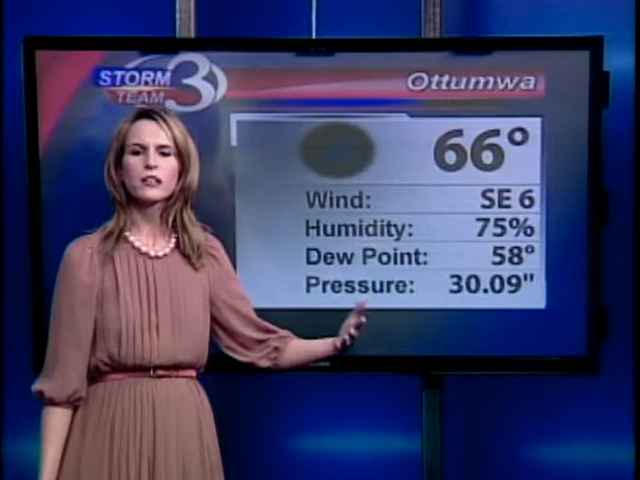 STORM
TEAM 3
Ottumwa
66°
Wind: SE 6
Humidity: 75%
Dew Point: 58°
Pressure: 30.09"